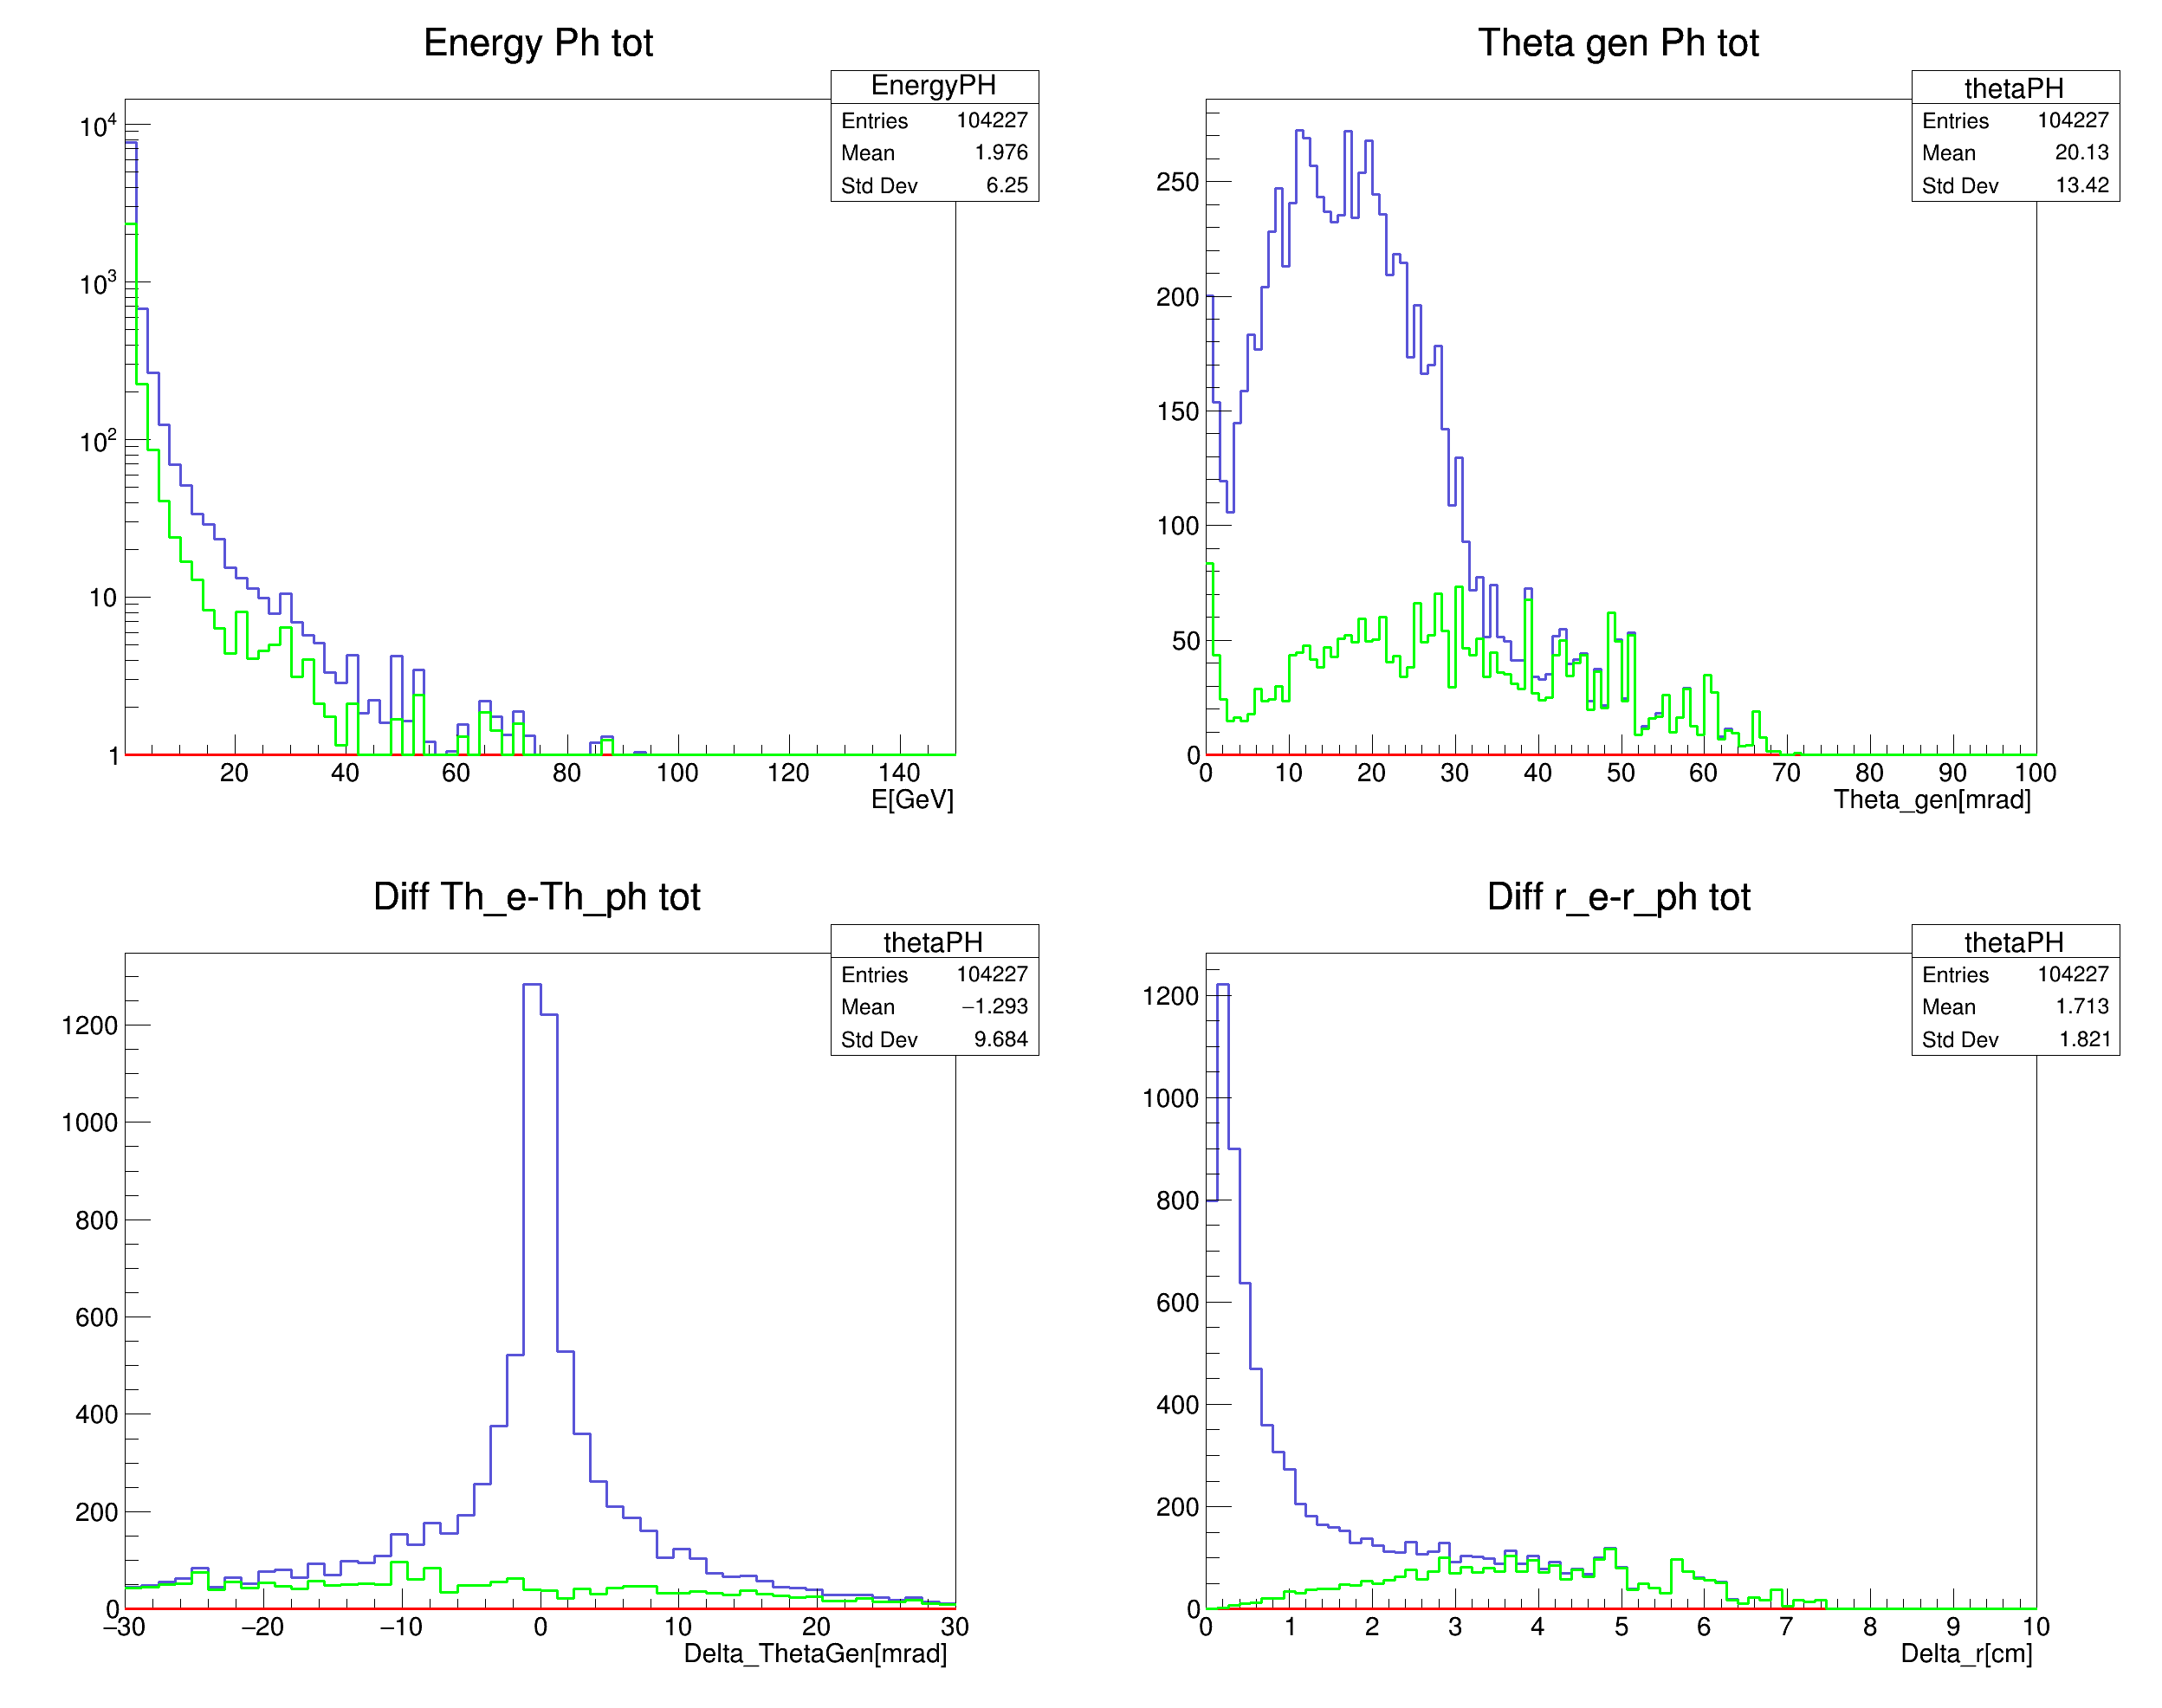 Energy Ph tot
EnergyPH
Entries 104227
Mean 1.976
Std Dev 6.25
10^4
10^3
10^2
10
1
20 40 60 80 100 120 140
E[GeV]
Theta gen Ph tot
thetaPH
Entries 104227
Mean 20.13
Std Dev 13.42
250
200
150
100
50
0
0 10 20 30 40 50 60 70 80 90 100
Theta_gen[mrad]
Diff Th_e-Th_ph tot
thetaPH
Entries 104227
Mean −1.293
Std Dev 9.684
1200
1000
800
600
400
200
0
−30 −20 −10 0 10 20 30
Delta_ThetaGen[mrad]
Diff r_e-r_ph tot
thetaPH
Entries 104227
Mean 1.713
Std Dev 1.821
1200
1000
800
600
400
200
0
0 1 2 3 4 5 6 7 8 9 10
Delta_r[cm]